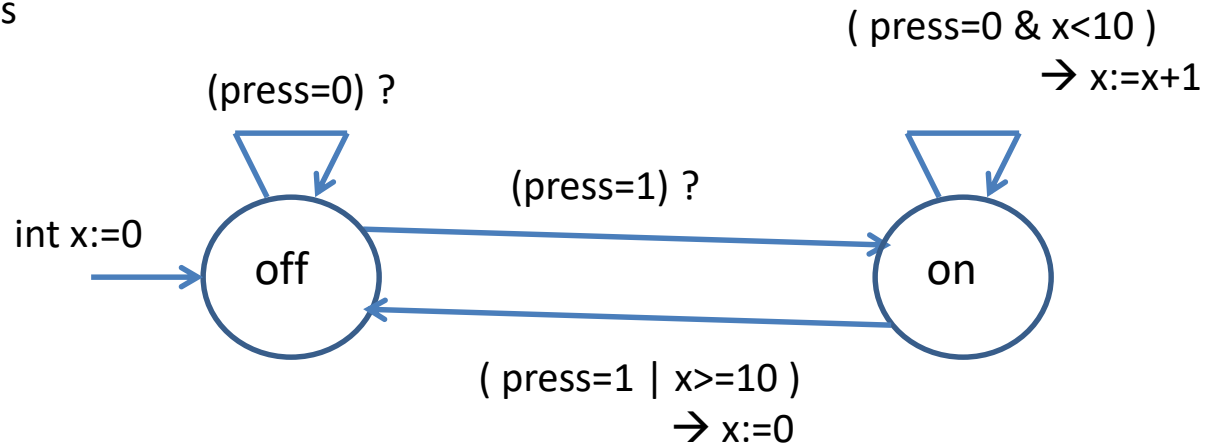 s
( press=0 & x<10 )
→ x:=x+1
(press=0) ?
(press=1) ?
int x:=0
off
on
( press=1 | x>=10 )
→ x:=0